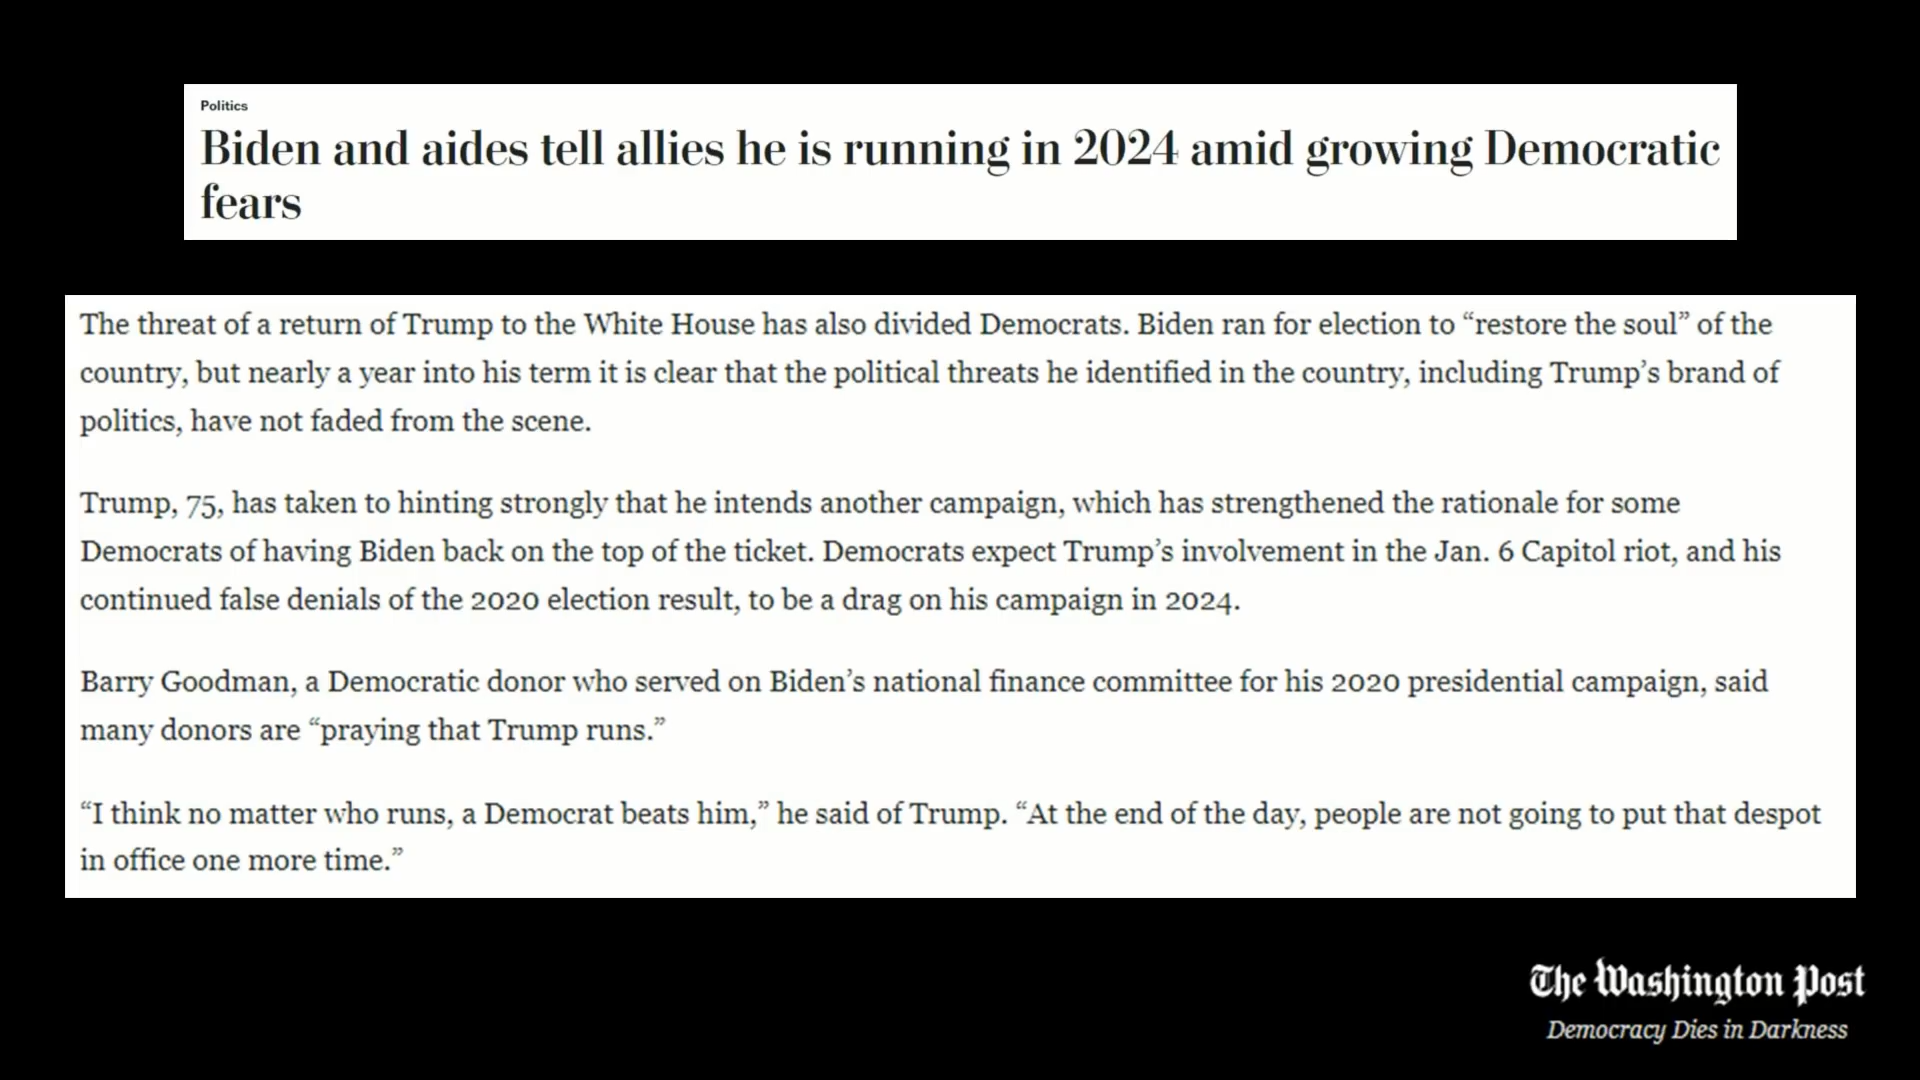 Politics
Biden and aides tell allies he is running in 2024 amid growing Democratic
fears
The threat of a return of Trump to the White House has also divided Democrats. Biden ran for election to “restore the soul” of the
country, but nearly a year into his term it is clear that the political threats he identified in the country, including Trump’s brand of
politics, have not faded from the scene.
Trump, 75, has taken to hinting strongly that he intends another campaign, which has strengthened the rationale for some
Democrats of having Biden back on the top of the ticket. Democrats expect Trump’s involvement in the Jan. 6 Capitol riot, and his
continued false denials of the 2020 election result, to be a drag on his campaign in 2024.
Barry Goodman, a Democratic donor who served on Biden’s national finance committee for his 2020 presidential campaign, said
many donors are “praying that Trump runs.”
“I think no matter who runs, a Democrat beats him,” he said of Trump. “At the end of the day, people are not going to put that despot
in office one more time.”
The Washington Post
Democracy Dies in Darkness